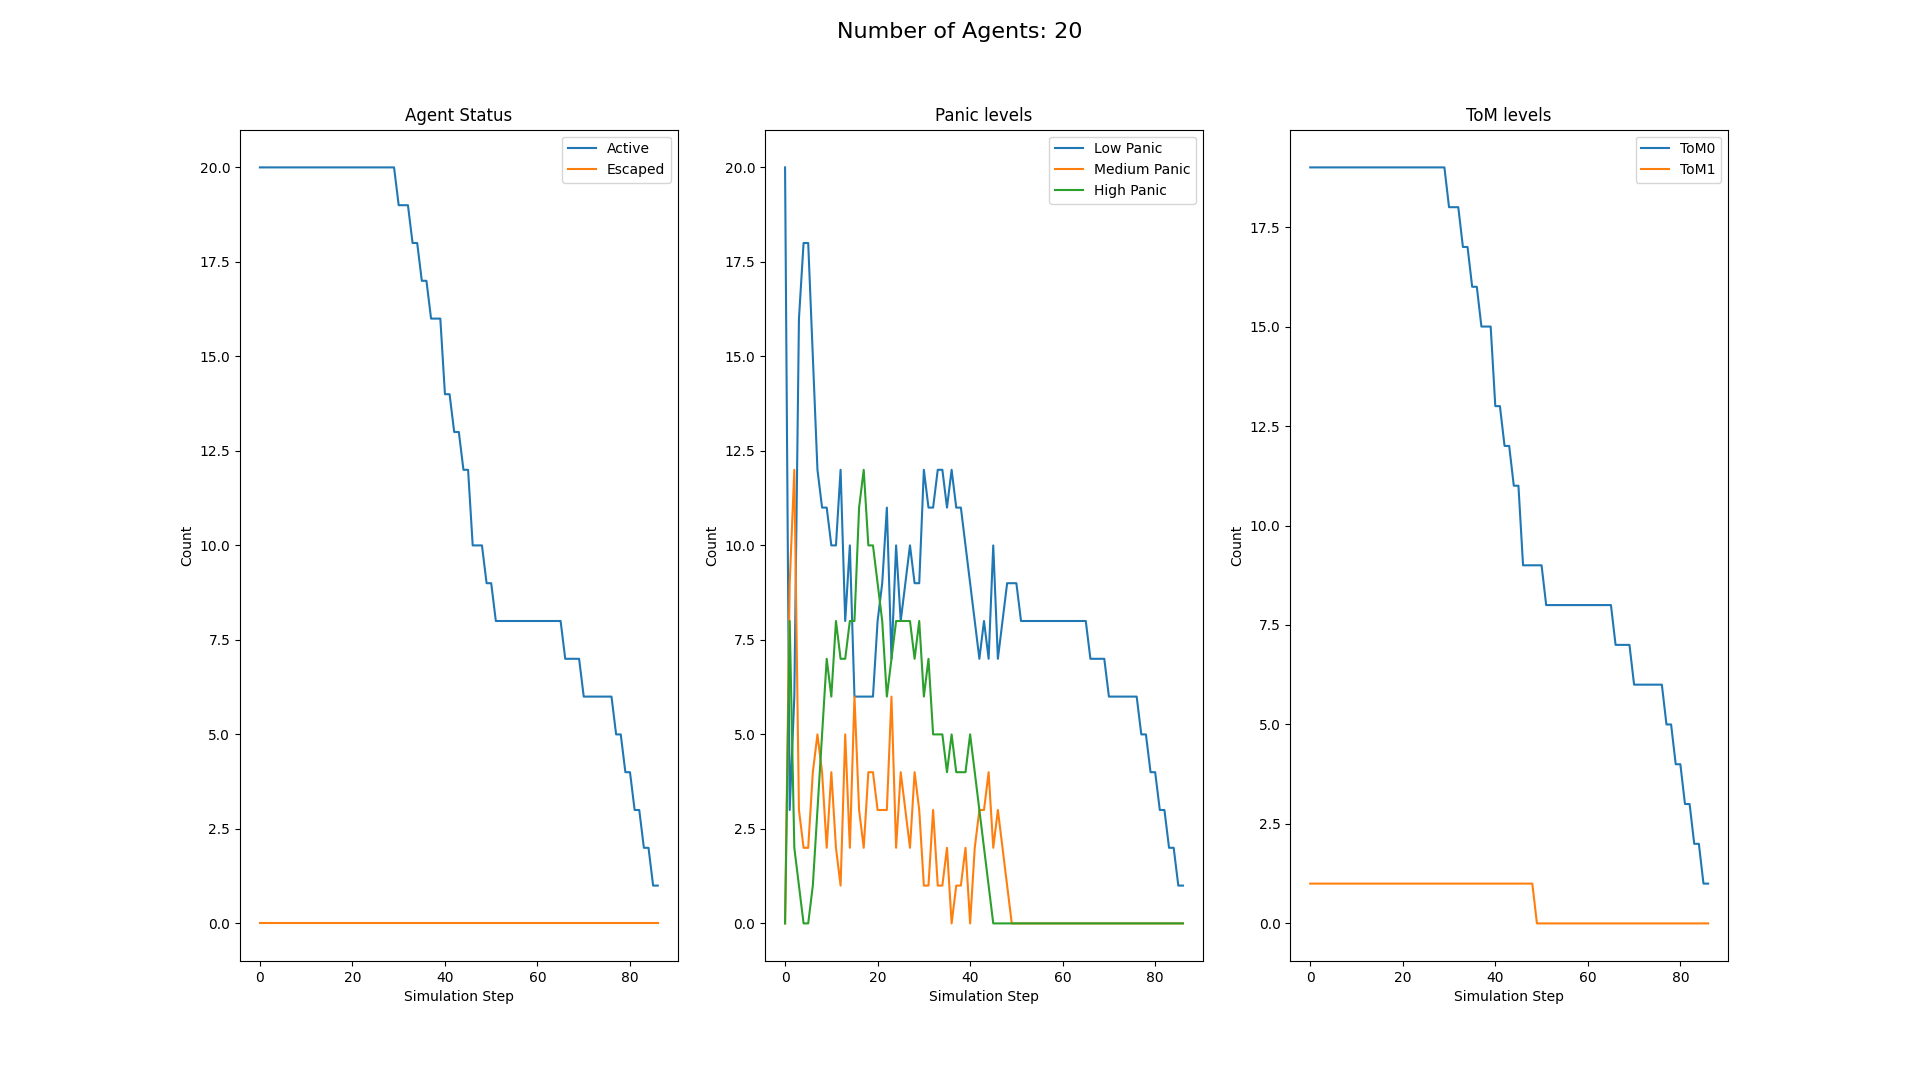 Number of Agents: 20
Agent Status
Active
Escaped
20.0
17.5
15.0
12.5
10.0
7.5
5.0
2.5
0.0
Count
0 20 40 60 80
Simulation Step
Panic levels
Low Panic
Medium Panic
High Panic
20.0
17.5
15.0
12.5
10.0
7.5
5.0
2.5
0.0
Count
0 20 40 60 80
Simulation Step
ToM levels
ToM0
ToM1
17.5
15.0
12.5
10.0
7.5
5.0
2.5
0.0
Count
0 20 40 60 80
Simulation Step